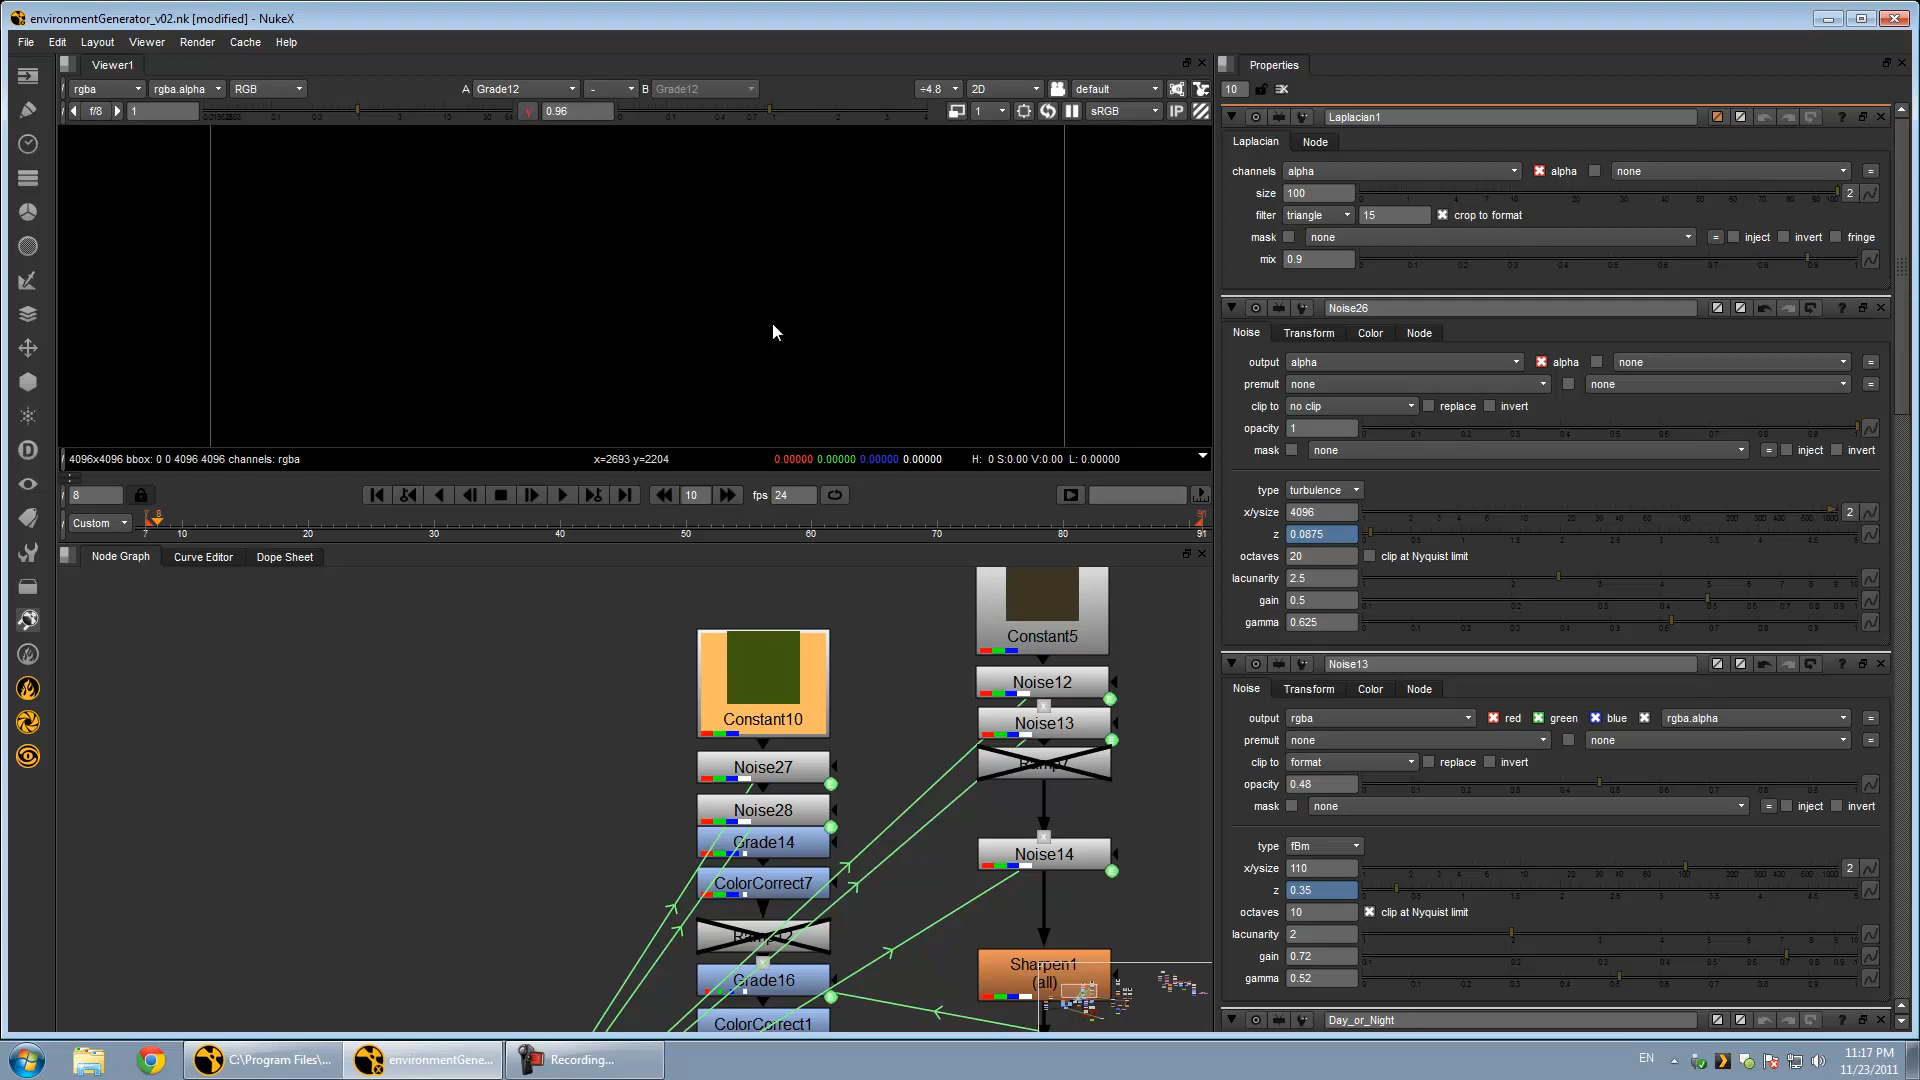 environmentGenerator_v02.nk [modified] - NukeX
File Edit Layout Viewer Render Cache Help
Viewer1
rgba rgba.alpha RGB A Grade12 - B Grade12 ÷4.8 2D default
f/8 1 0.96 1 sRGB IP
4096x4096 bbox: 0 0 4096 4096 channels: rgba x=2693 y=2204 0.00000 0.00000 0.00000 0.00000 H: 0 S:0.00 V:0.00 L: 0.00000
8 10 fps 24
Custom 7 8 10 20 30 40 50 60 70 80 91 91
Node Graph Curve Editor Dope Sheet
Constant5
Noise12
Noise13
Constant10
Noise27
Noise28
Grade14
ColorCorrect7
Noise14
Grade16
ColorCorrect1
Sharpen1
(all)
Properties
10
Laplacian1
Laplacian Node
channels alpha alpha none =
size 100 2
filter triangle 15 crop to format
mask none = inject invert fringe
mix 0.9
Noise26
Noise Transform Color Node
output alpha alpha none =
premult none none =
clip to no clip replace invert
opacity 1
mask none = inject invert
type turbulence
x/ysize 4096 2
z 0.0875
octaves 20 clip at Nyquist limit
lacunarity 2.5
gain 0.5
gamma 0.625
Noise13
Noise Transform Color Node
output rgba red green blue rgba.alpha =
premult none none =
clip to format replace invert
opacity 0.48
mask none = inject invert
type fBm
x/ysize 110 2
z 0.35
octaves 10 clip at Nyquist limit
lacunarity 2
gain 0.72
gamma 0.52
Day_or_Night
C:\Program Files\... environmentGene... Recording...
EN 11:17 PM
11/23/2011